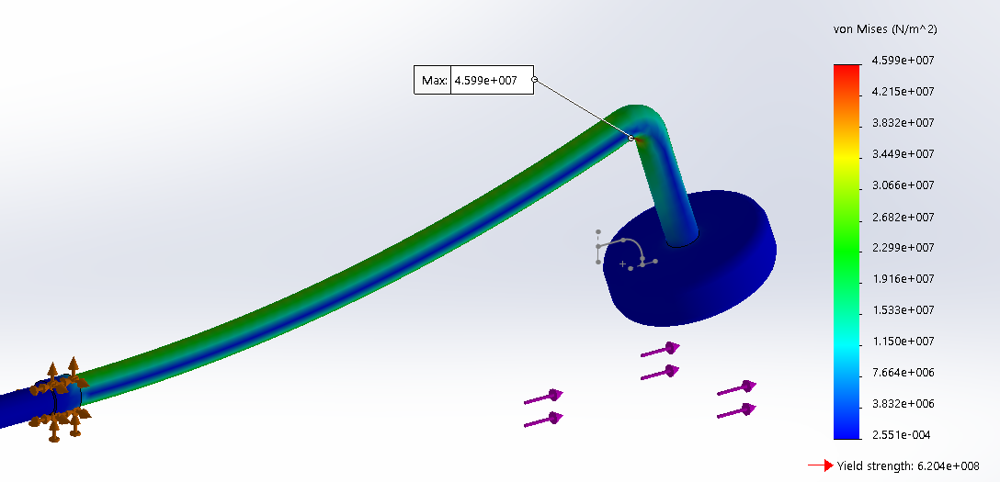 von Mises (N/m^2)
4.599e+007
4.215e+007
3.832e+007
3.449e+007
3.066e+007
2.682e+007
2.299e+007
1.916e+007
1.533e+007
1.150e+007
7.664e+006
3.832e+006
2.551e-004
Yield strength: 6.204e+008
Max: 4.599e+007